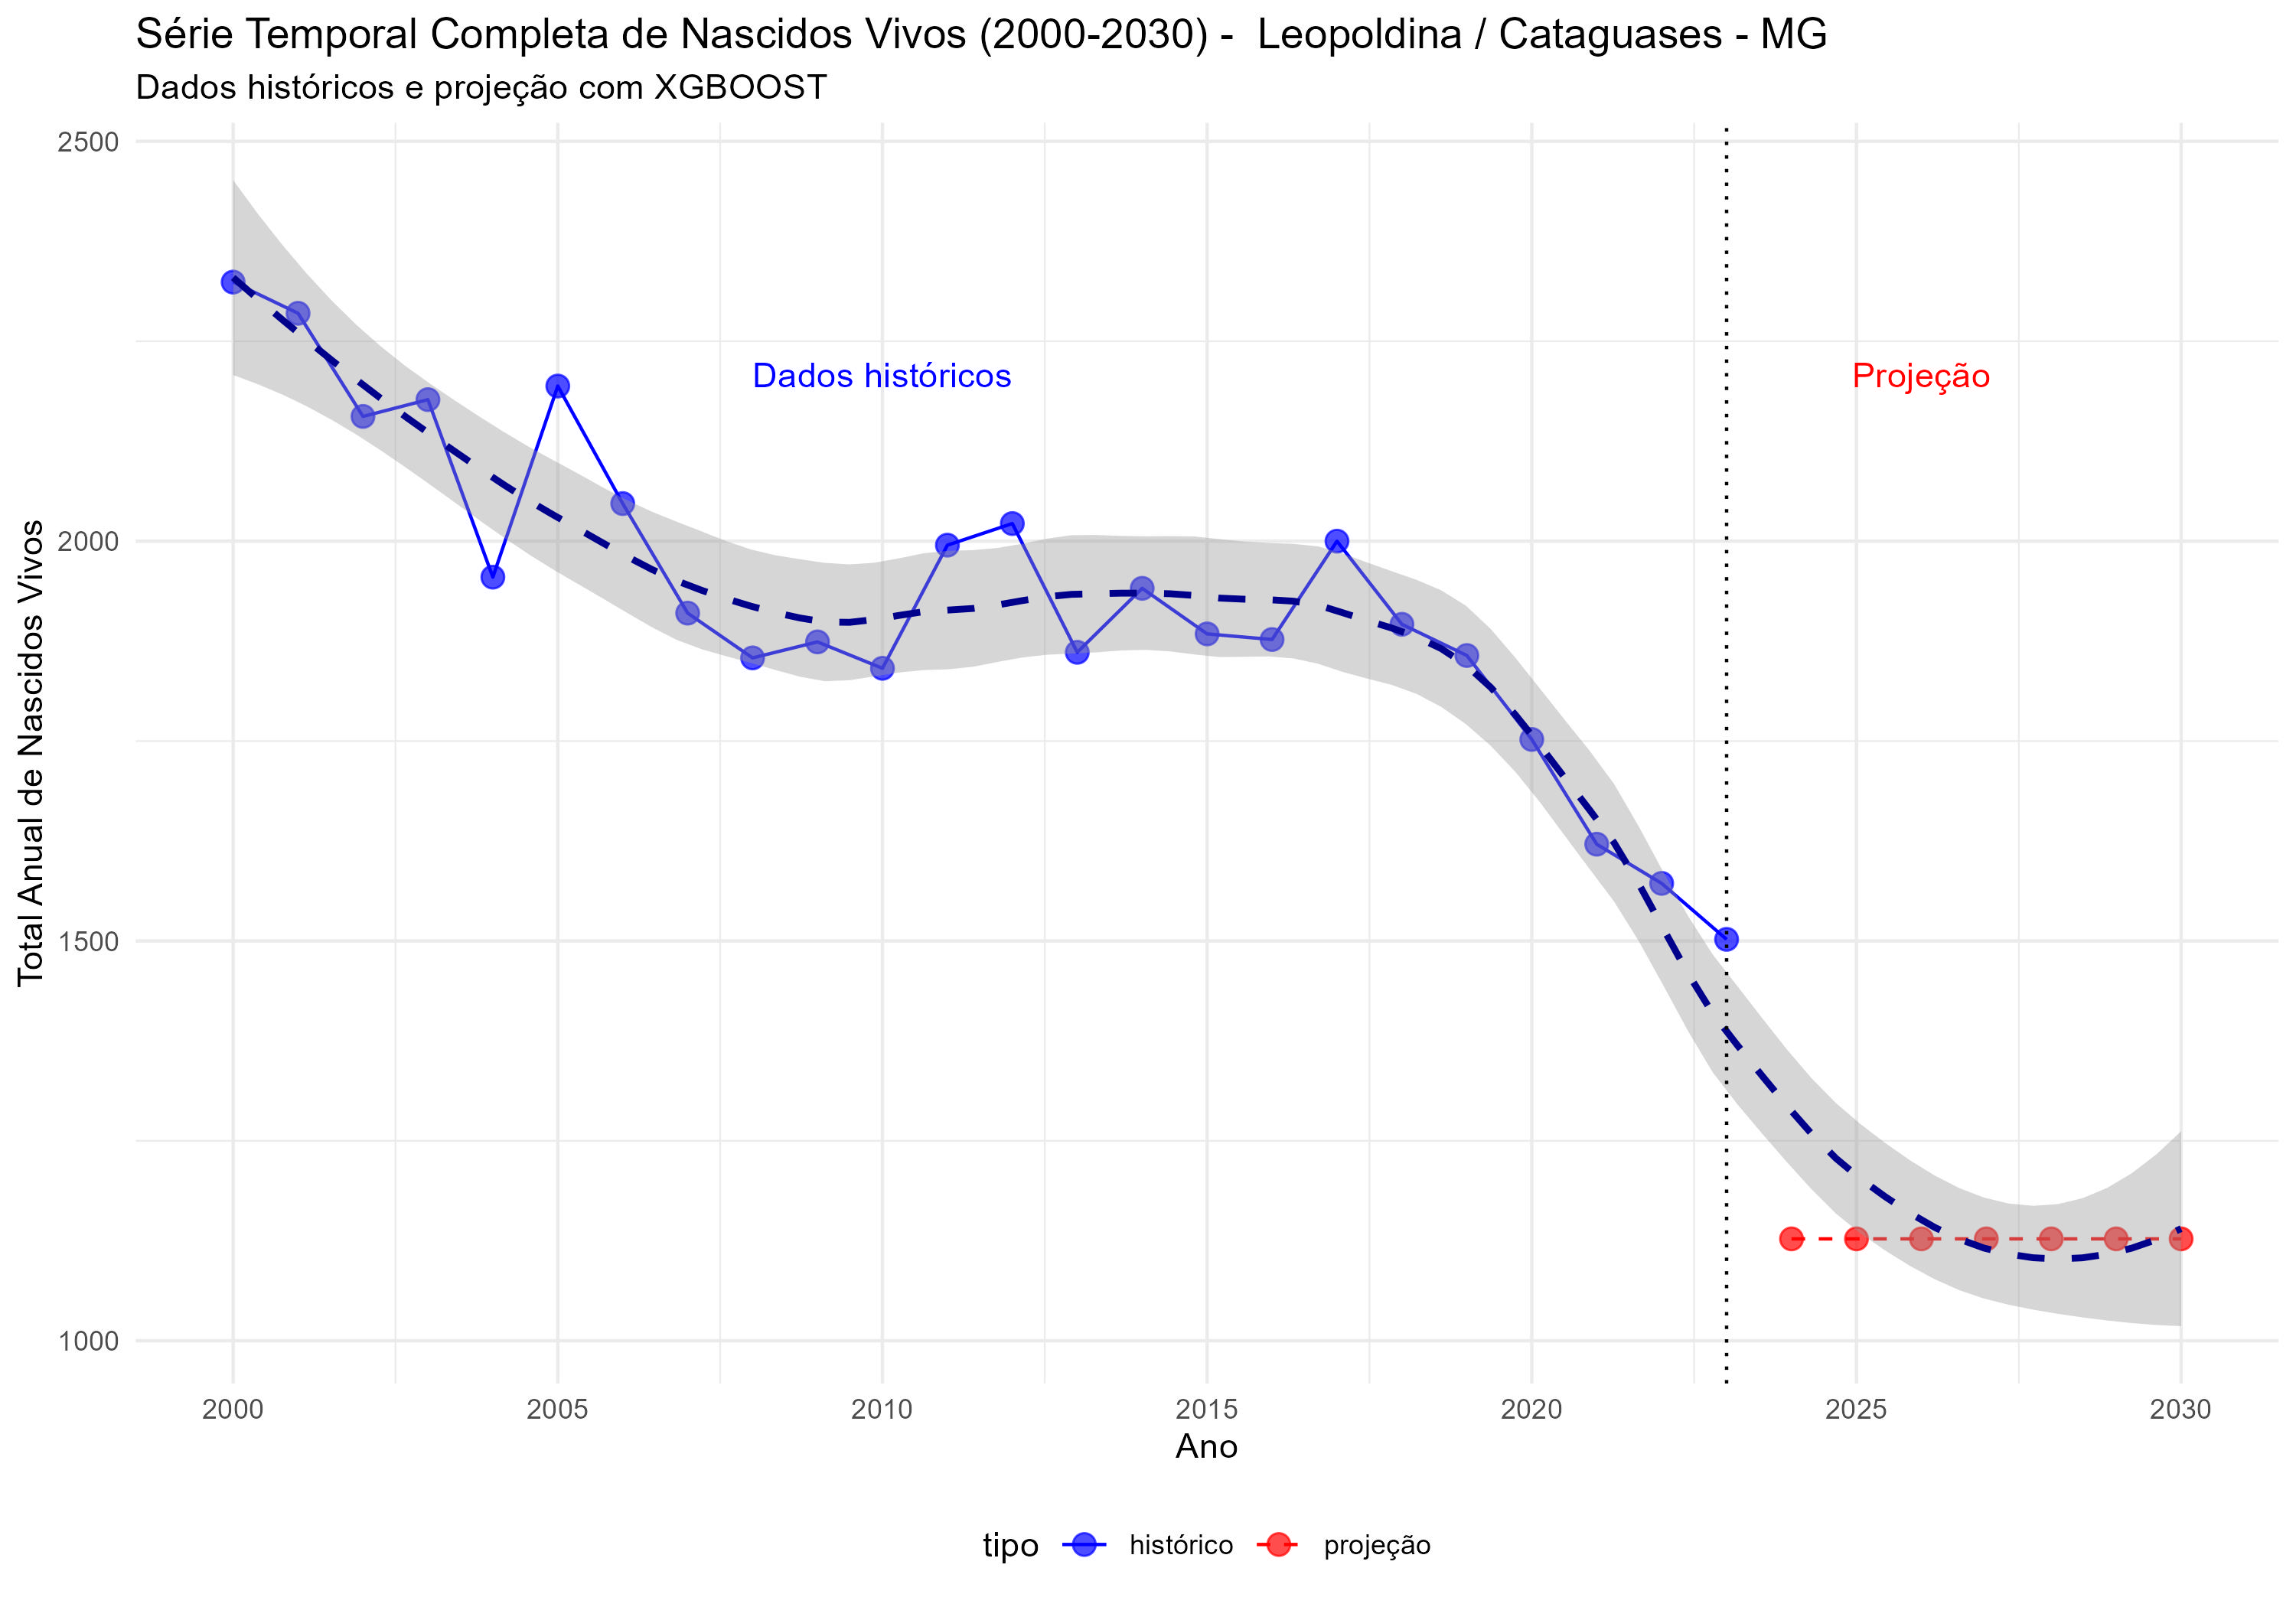 Série Temporal Completa de Nascidos Vivos (2000-2030) -  Leopoldina / Cataguases - MG
Dados históricos e projeção com XGBOOST
Total Anual de Nascidos Vivos
2500
2000
1500
1000
Dados históricos
Projeção
2000
2005
2010
2015
2020
2025
2030
Ano
tipo
histórico
projeção